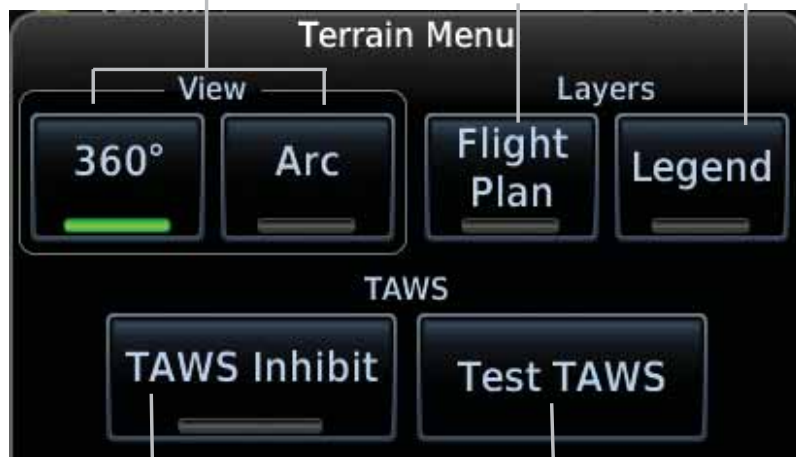 Terrain Menu
View
Layers
360°
Arc
Flight
Plan
Legend
TAWS
TAWS Inhibit
Test TAWS